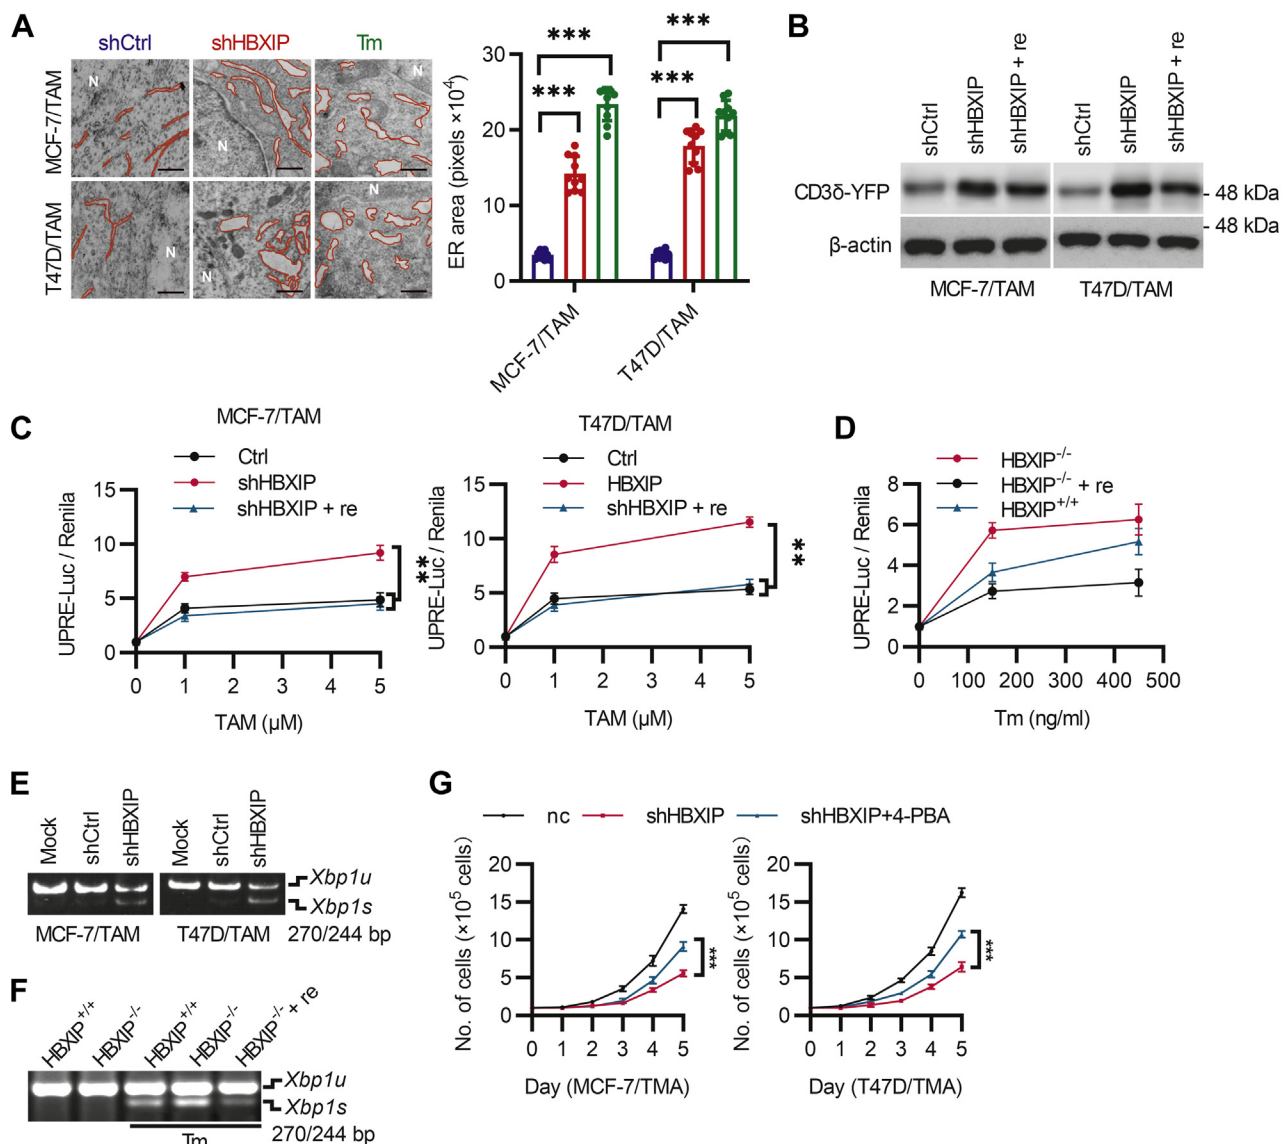 A
shCtrl shHBXIP Tm
MCF-7/TAM
T47D/TAM
N N N
N N N
ER area (pixels ×10⁴)
30
20
10
0
*** *** *** ***
MCF-7/TAM T47D/TAM
B
shCtrl shHBXIP shHBXIP + re shCtrl shHBXIP shHBXIP + re
CD3δ-YFP - 48 kDa
- 48 kDa
β-actin
MCF-7/TAM T47D/TAM
C
MCF-7/TAM
Ctrl
shHBXIP
shHBXIP + re
UPRE-Luc / Renila
15
10
5
0
**
0 1 2 3 4 5
TAM (µM)
T47D/TAM
Ctrl
HBXIP
shHBXIP + re
UPRE-Luc / Renila
15
10
5
0
**
0 1 2 3 4 5
TAM (µM)
D
HBXIP-/-
HBXIP-/- + re
HBXIP+/+
UPRE-Luc / Renila
8
6
4
2
0
0 100 200 300 400 500
Tm (ng/ml)
E
Mock shCtrl shHBXIP Mock shCtrl shHBXIP
Xbp1u
Xbp1s
MCF-7/TAM T47D/TAM 270/244 bp
F
HBXIP+/+ HBXIP-/- HBXIP+/+ HBXIP-/- HBXIP-/- + re
Xbp1u
Xbp1s
Tm 270/244 bp
G
nc shHBXIP shHBXIP+4-PBA
No. of cells (×10⁵ cells)
20
15
10
5
0
***
0 1 2 3 4 5
Day (MCF-7/TMA)
No. of cells (×10⁵ cells)
20
15
10
5
0
***
0 1 2 3 4 5
Day (T47D/TMA)